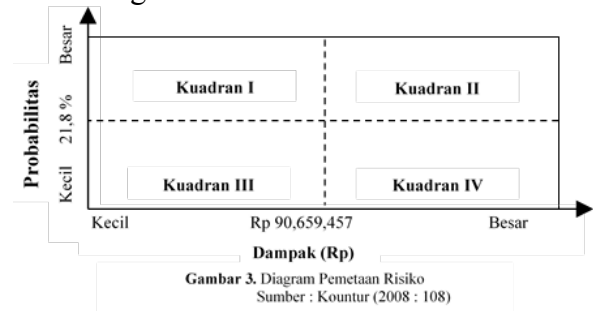 Besar
Kuadran I
Kuadran II
Probabilitas
21,8 %
Kecil
Kuadran III
Kuadran IV
Kecil
Rp 90,659,457
Besar
Dampak (Rp)
Gambar 3. Diagram Pemetaan Risiko
Sumber : Kountur (2008 : 108)